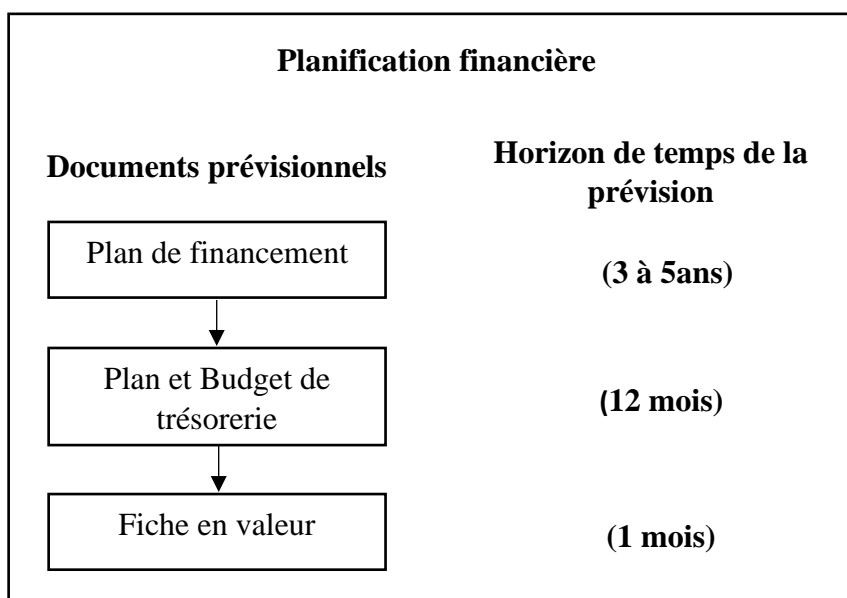 Planification financière
Documents prévisionnels
Horizon de temps de la
prévision
Plan de financement
(3 à 5ans)
Plan et Budget de
trésorerie
(12 mois)
Fiche en valeur
(1 mois)